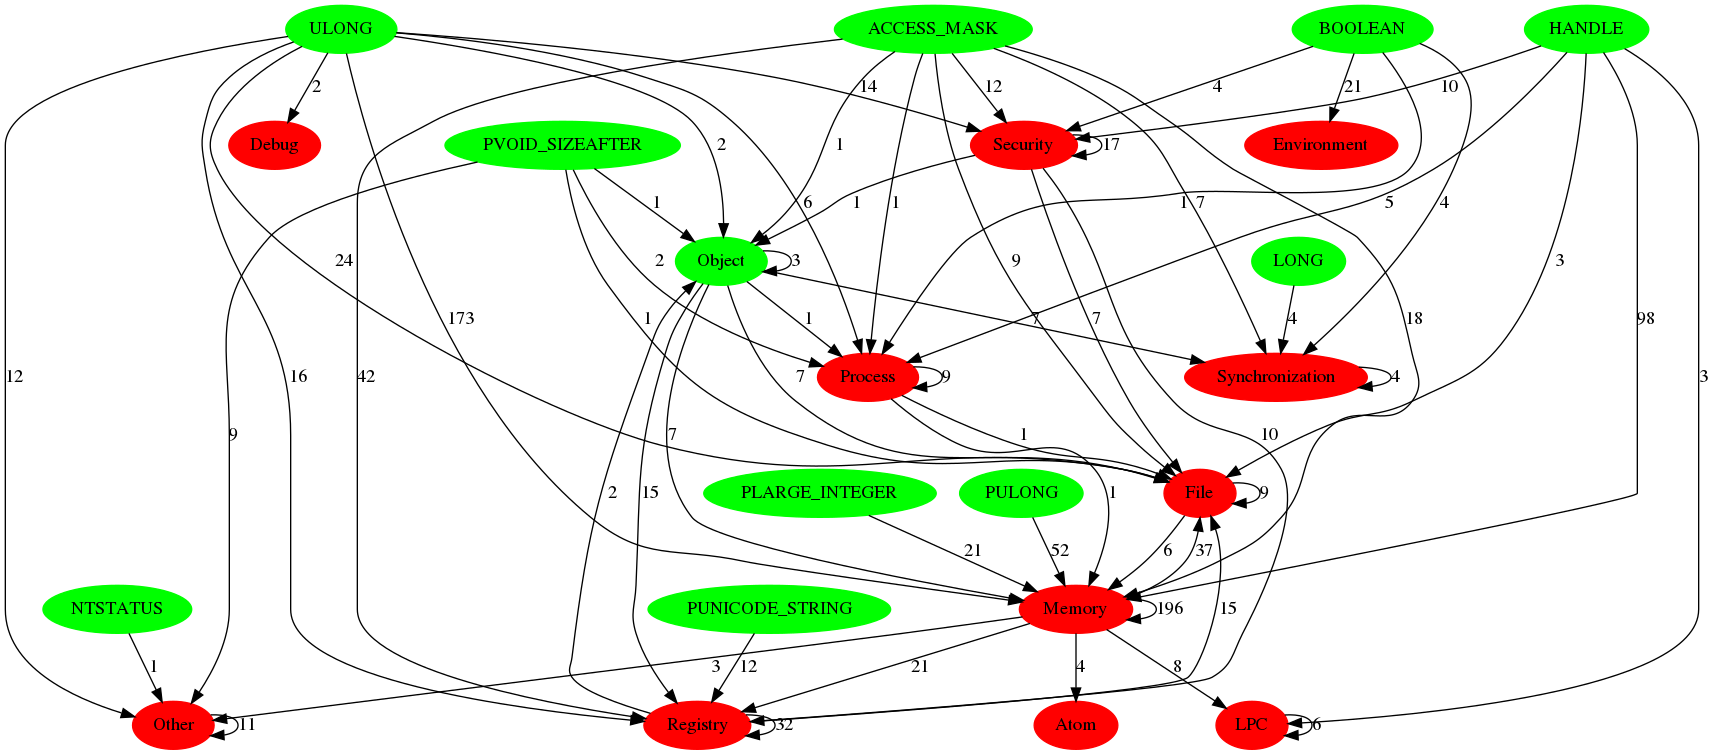 ULONG
ACCESS_MASK
BOOLEAN
HANDLE
2
14
12
4
21
10
Debug
PVOID_SIZEAFTER
Security
17
Environment
2
1
1
6
1
1
1
7
4
5
24
2
9
3
Object
3
LONG
173
1
1
7
7
4
18
98
12
16
42
7
Process
9
Synchronization
4
3
9
7
1
10
2
15
PLARGE_INTEGER
PULONG
1
File
9
21
52
6
37
NTSTATUS
PUNICODE_STRING
Memory
196
15
1
3
12
21
4
8
Other
11
Registry
32
Atom
LPC
6